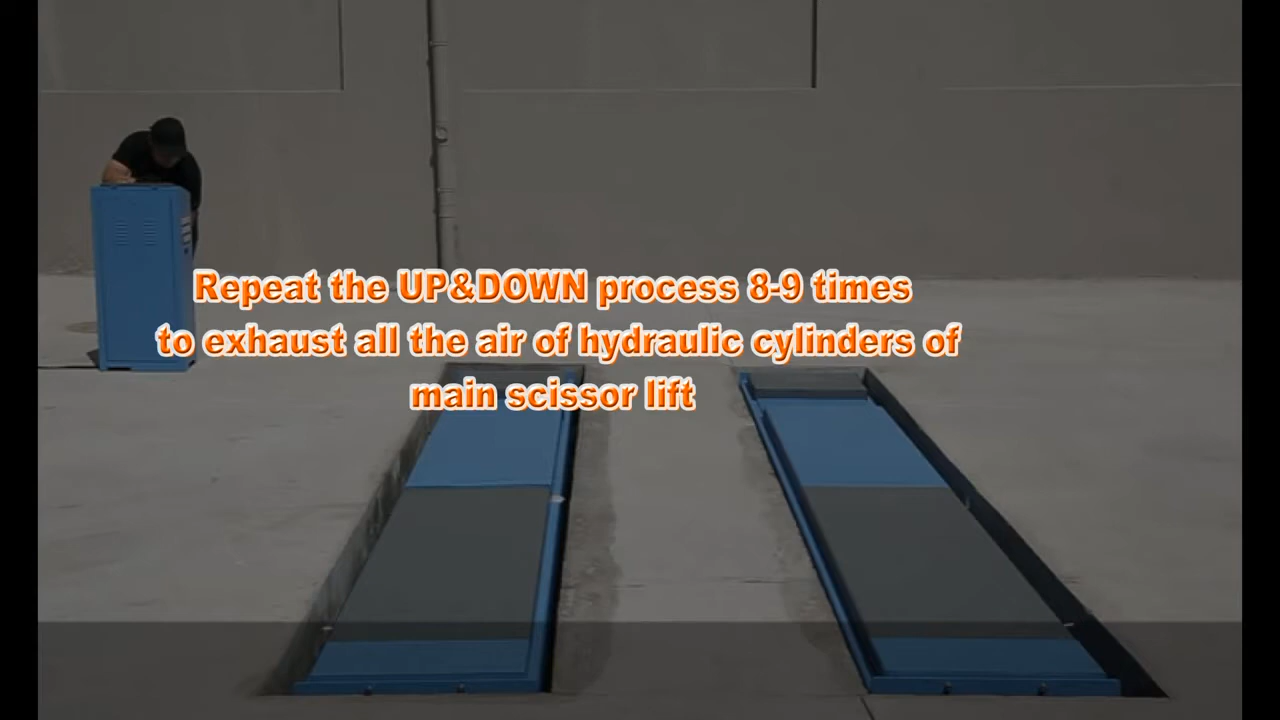 Repeat the UP&DOWN process 8-9 times
to exhaust all the air of hydraulic cylinders of
main scissor lift